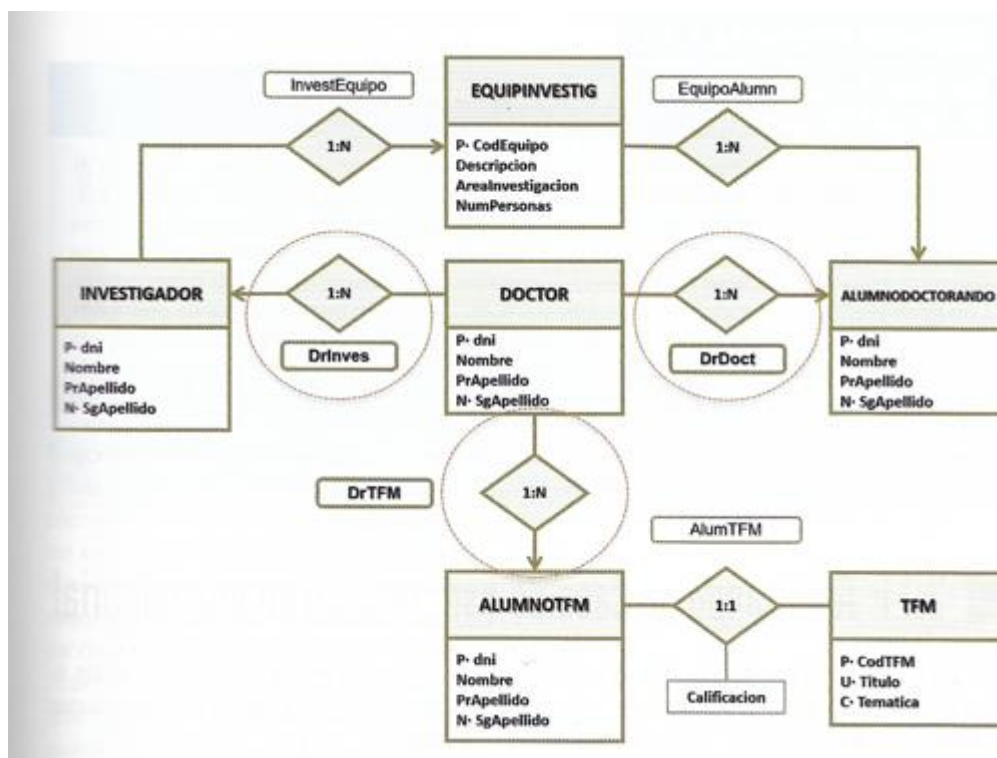 InvestEquipo
EQUIPINVESTIG
EquipoAlumn
1:N
P· CodEquipo
Descripcion
AreaInvestigacion
NumPersonas
1:N
INVESTIGADOR
P· dni
Nombre
PrApellido
N· SgApellido
1:N
DrInves
DOCTOR
P· dni
Nombre
PrApellido
N· SgApellido
1:N
DrDoct
ALUMNODOCTORANDO
P· dni
Nombre
PrApellido
N· SgApellido
DrTFM
1:N
AlumTFM
ALUMNOTFM
P· dni
Nombre
PrApellido
N· SgApellido
1:1
Calificacion
TFM
P· CodTFM
U· Titulo
C· Tematica